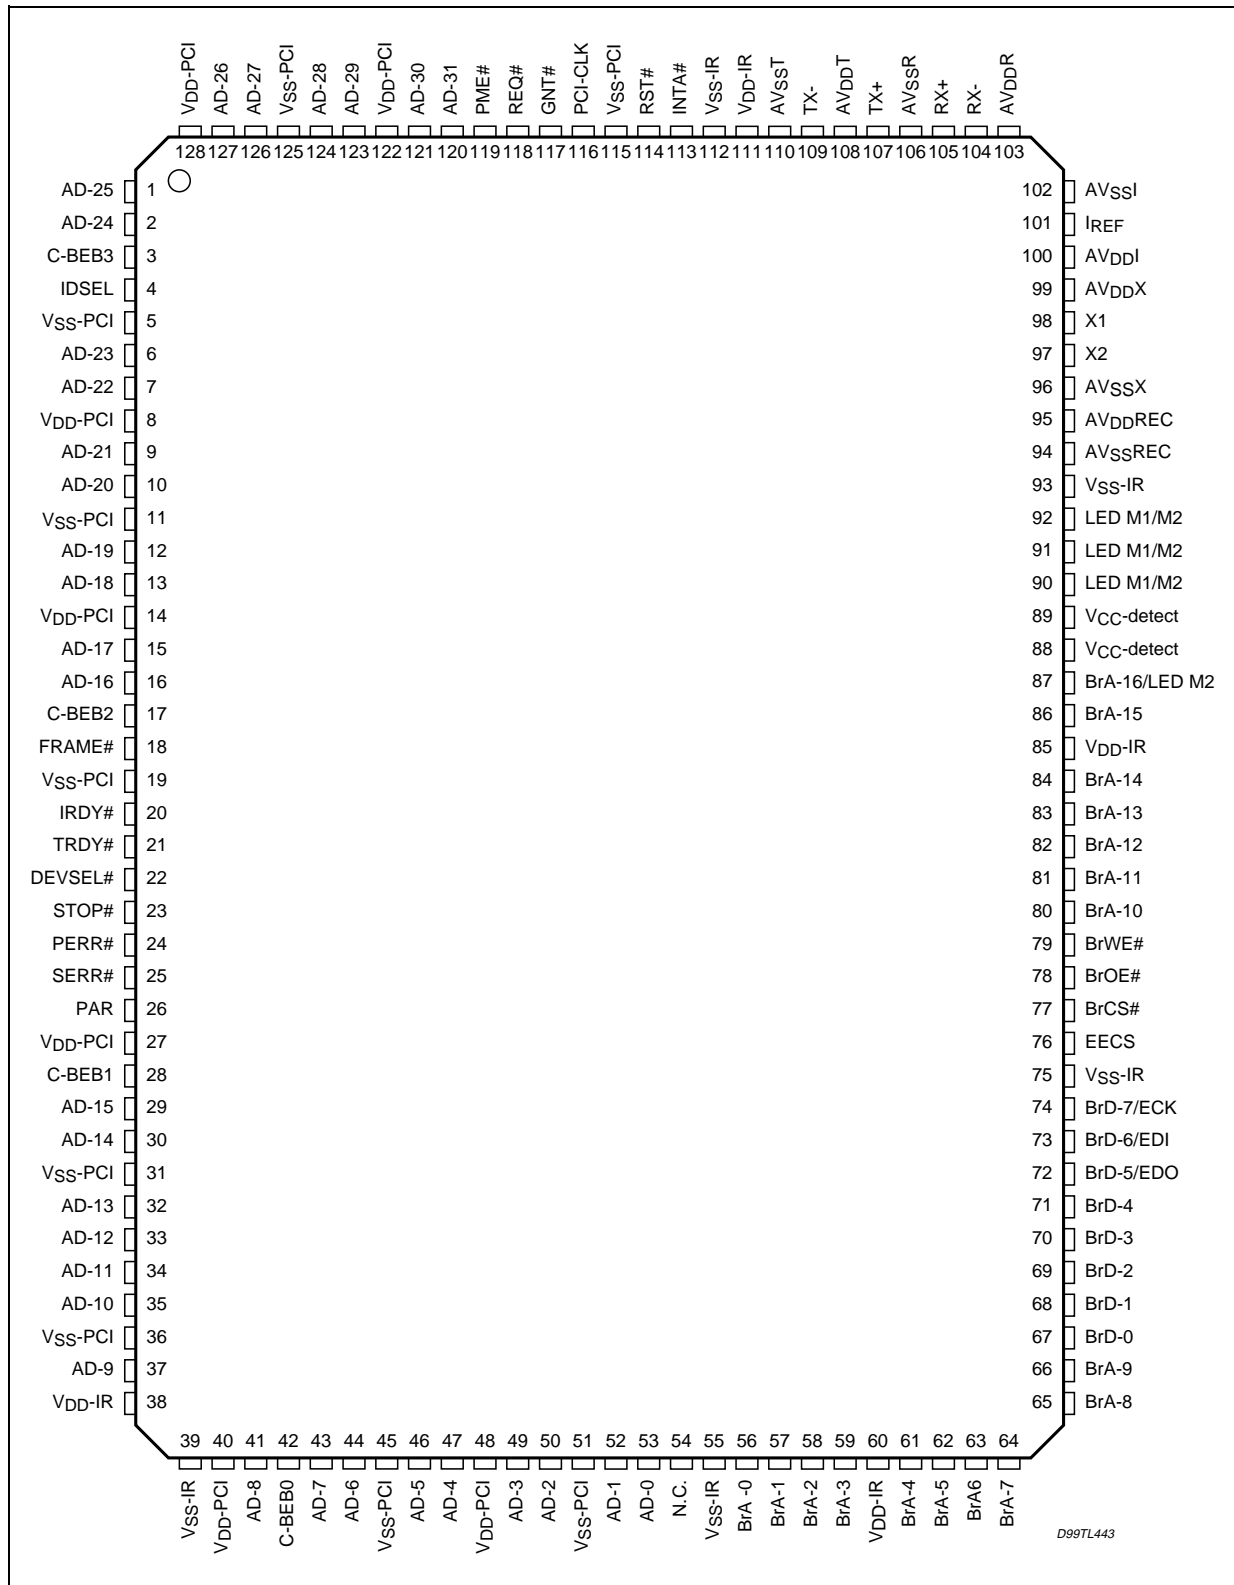 VDD-PCI
AD-26
AD-27
VSS-PCI
AD-28
AD-29
VDD-PCI
AD-30
AD-31
PME#
REQ#
GNT#
PCI-CLK
VSS-PCI
RST#
INTA#
VSS-IR
VDD-IR
AVSST
TX-
AVDDT
TX+
AVSSR
RX+
RX-
AVDDR
128 127 126 125 124 123 122 121 120 119 118 117 116 115 114 113 112 111 110 109 108 107 106 105 104 103
AD-25 1
AD-24 2
C-BEB3 3
IDSEL 4
VSS-PCI 5
AD-23 6
AD-22 7
VDD-PCI 8
AD-21 9
AD-20 10
VSS-PCI 11
AD-19 12
AD-18 13
VDD-PCI 14
AD-17 15
AD-16 16
C-BEB2 17
FRAME# 18
VSS-PCI 19
IRDY# 20
TRDY# 21
DEVSEL# 22
STOP# 23
PERR# 24
SERR# 25
PAR 26
VDD-PCI 27
C-BEB1 28
AD-15 29
AD-14 30
VSS-PCI 31
AD-13 32
AD-12 33
AD-11 34
AD-10 35
VSS-PCI 36
AD-9 37
VDD-IR 38
102 AVSSI
101 IREF
100 AVDDI
99 AVDDX
98 X1
97 X2
96 AVSSX
95 AVDDREC
94 AVSSREC
93 VSS-IR
92 LED M1/M2
91 LED M1/M2
90 LED M1/M2
89 VCC-detect
88 VCC-detect
87 BrA-16/LED M2
86 BrA-15
85 VDD-IR
84 BrA-14
83 BrA-13
82 BrA-12
81 BrA-11
80 BrA-10
79 BrWE#
78 BrOE#
77 BrCS#
76 EECS
75 VSS-IR
74 BrD-7/ECK
73 BrD-6/EDI
72 BrD-5/EDO
71 BrD-4
70 BrD-3
69 BrD-2
68 BrD-1
67 BrD-0
66 BrA-9
65 BrA-8
39 40 41 42 43 44 45 46 47 48 49 50 51 52 53 54 55 56 57 58 59 60 61 62 63 64
VSS-IR
VDD-PCI
AD-8
C-BEB0
AD-7
AD-6
VSS-PCI
AD-5
AD-4
VDD-PCI
AD-3
AD-2
VSS-PCI
AD-1
AD-0
N.C.
VSS-IR
BrA -0
BrA-1
BrA-2
BrA-3
VDD-IR
BrA-4
BrA-5
BrA6
BrA-7
D99TL443